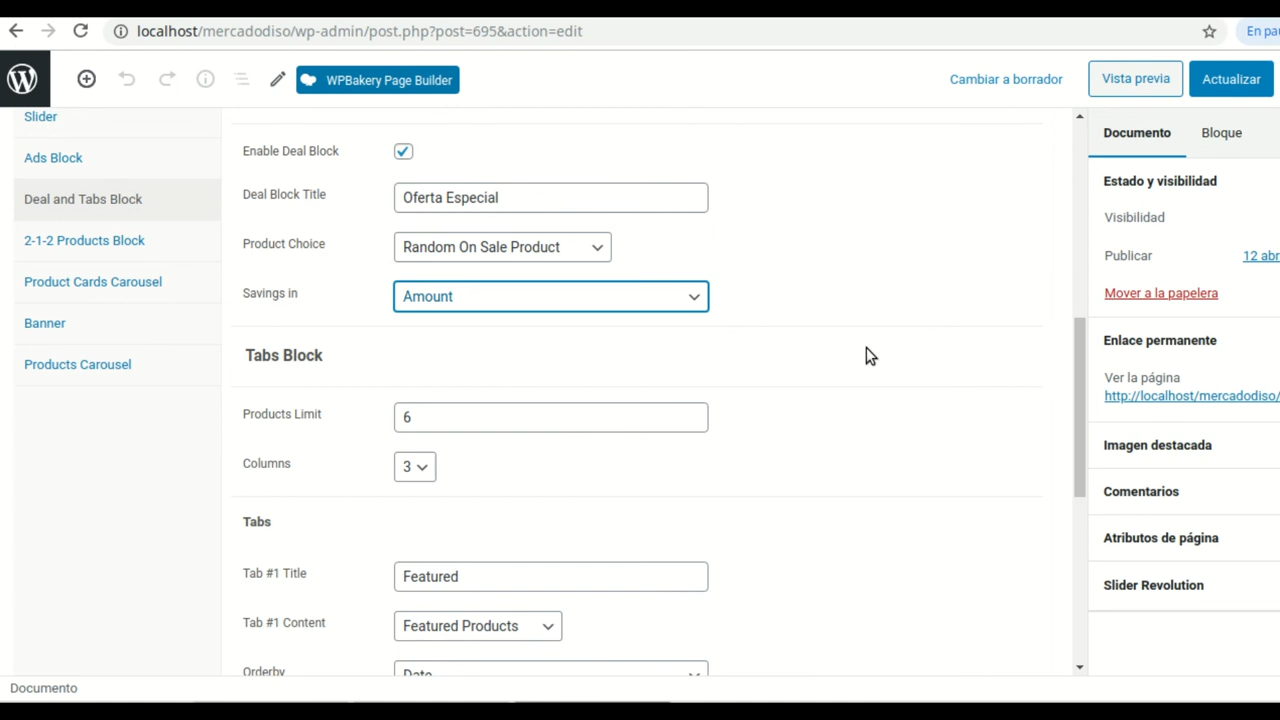 localhost/mercadodiso/wp-admin/post.php?post=695&action=edit
En pau
WPBakery Page Builder
Cambiar a borrador
Vista previa
Actualizar
Slider
Ads Block
Deal and Tabs Block
2-1-2 Products Block
Product Cards Carousel
Banner
Products Carousel
Enable Deal Block
Deal Block Title
Oferta Especial
Product Choice
Random On Sale Product
Savings in
Amount
Tabs Block
Products Limit
6
Columns
3
Tabs
Tab #1 Title
Featured
Tab #1 Content
Featured Products
Orderby
Date
Documento
Bloque
Estado y visibilidad
Visibilidad
Publicar
12 abr
Mover a la papelera
Enlace permanente
Ver la página
http://localhost/mercadodiso/
Imagen destacada
Comentarios
Atributos de página
Slider Revolution
Documento